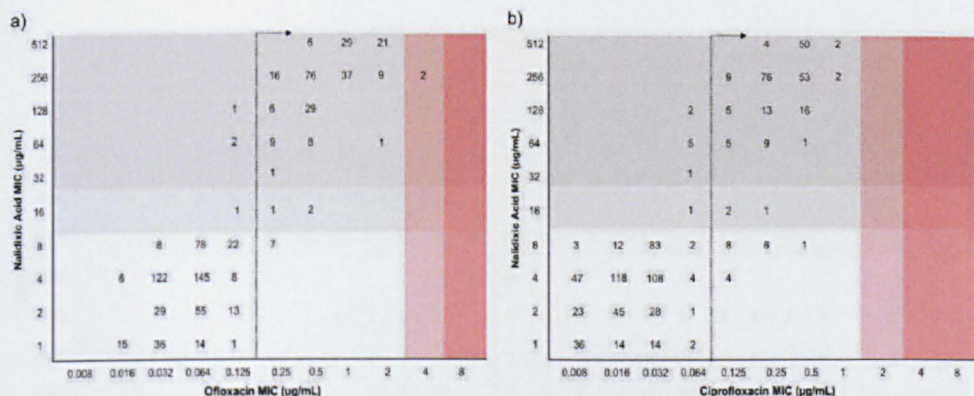 a)
Nalidixic Acid MIC (µg/mL)
512 6 29 21
256 16 76 37 9 2
128 1 6 29
64 2 9 8 1
32 1
16 1 1 2
8 8 78 22 7
4 6 122 145 8
2 29 55 13
1 15 36 14 1
0.008 0.016 0.032 0.064 0.125 0.25 0.5 1 2 4 8
Ofloxacin MIC (µg/mL)
b)
Nalidixic Acid MIC (µg/mL)
512 4 50 2
256 9 76 53 2
128 2 5 13 16
64 5 5 9 1
32 1
16 1 2 1
8 3 12 83 2 8 6 1
4 47 118 108 4 4
2 23 45 28 1
1 36 14 14 2
0.008 0.016 0.032 0.064 0.125 0.25 0.5 1 2 4 8
Ciprofloxacin MIC (µg/mL)